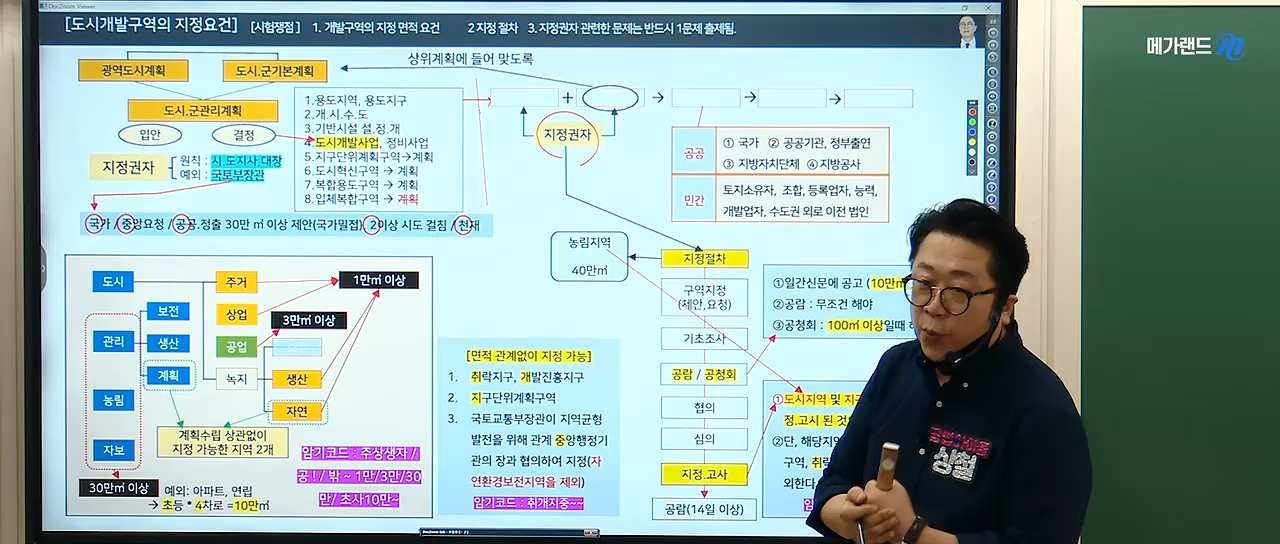 DocZoom Viewer
[도시개발구역의 지정요건] [시험쟁점] 1. 개발구역의 지정 면적 요건 2 지정 절차 3. 지정권자 관련한 문제는 반드시 1문제 출제됨.
메가랜드
상위계획에 들어 맞도록
광역도시계획
도시.군기본계획
도시.군관리계획
입안
결정
지정권자
원칙 : 시.도지사,대장
예외 : 국토부장관
1.용도지역, 용도지구
2.개.시.수.도
3.기반시설 설.정.개
4.도시개발사업, 정비사업
5.지구단위계획구역→계획
6.도시혁신구역 → 계획
7.복합용도구역 → 계획
8.입체복합구역 → 계획
국가 / 중앙요청 / 공공.정출 30만 ㎡이상 제안(국가밀접), 2이상 시도 걸침 / 천재
+
지정권자
공공
① 국가 ② 공공기관, 정부출연
③ 지방자치단체 ④ 지방공사
민간
토지소유자, 조합, 등록업자, 능력,
개발업자, 수도권 외로 이전 법인
도시
주거
1만㎡ 이상
보전
상업
3만㎡ 이상
관리
생산
공업
계획
녹지
생산
농림
자연
자보
계획수립 상관없이
지정 가능한 지역 2개
30만㎡ 이상
예외: 아파트, 연립
→ 초등 * 4차로 =10만㎡
암기코드 : 주상생자 /
공! / 밖 ~ 1만/3만/30
만/ 초사10만~
[면적 관계없이 지정 가능]
1. 취락지구, 개발진흥지구
2. 지구단위계획구역
3. 국토교통부장관이 지역균형
발전을 위해 관계 중앙행정기
관의 장과 협의하여 지정(자
연환경보전지역을 제외)
암기코드 : 취개지중~~
농림지역
40만㎡
지정절차
구역지정
(제안,요청)
기초조사
공람 / 공청회
협의
심의
지정.고사
공람(14일 이상)
①일간신문에 공고 (10만㎡
②공람 : 무조건 해야
③공청회 : 100㎡ 이상일때
①도시지역 및 지구
정.고시 된 것
②단, 해당지역
구역, 취락
외한다
공법아이콘
상철